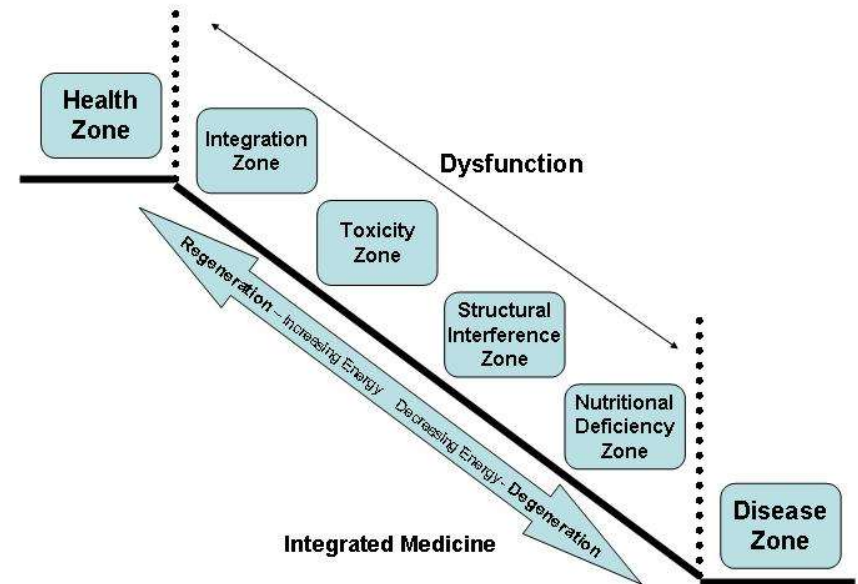 Health
Zone
Integration
Zone
Dysfunction
Toxicity
Zone
Regeneration – Increasing Energy
Decreasing Energy- Degeneration
Structural
Interference
Zone
Nutritional
Deficiency
Zone
Disease
Zone
Integrated Medicine